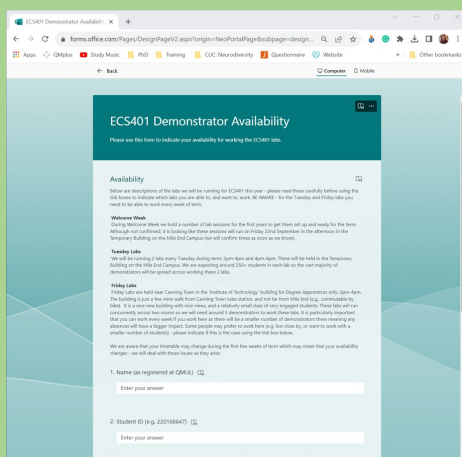 ECS401 Demonstrator Availabilit
forms.office.com/Pages/DesignPageV2.aspx?origin=NeoPortalPage&subpage=design...
Apps QMplus Study Music PhD Training CUC: Neurodiversity Questionnaire Website » Other bookmarks
Back Computer Mobile
ECS401 Demonstrator Availability
Please use this form to indicate your availability for working the ECS401 labs.
Availability
Below are descriptions of the labs we will be running for ECS401 this year - please read these carefully before using the
tick boxes to indicate which labs you are able to, and want to, work. BE AWARE - for the Tuesday and Friday labs you
need to be able to work every week of term.
Welcome Week
During Welcome Week we hold a number of lab sessions for the first years to get them set up and ready for the term.
Although not confirmed, it is looking like these sessions will run on Friday 22nd September in the afternoon in the
Temporary Building on the Mile End Campus (we will confirm times as soon as we know).
Tuesday Labs
We will be running 2 labs every Tuesday during term: 2pm-4pm and 4pm-6pm. These will be held in the Temporary
Building on the Mile End Campus. We are expecting around 250+ students in each lab so the vast majority of
demonstrators will be spread across working these 2 labs.
Friday Labs
Friday Labs are held near Canning Town in the 'Institute of Technology' building for Degree Apprentices only: 2pm-4pm.
The building is just a few mins walk from Canning Town tube station, and not far from Mile End (e.g., commutable by
bike). It is a nice new building with nice views, and a relatively small class of very engaged students. These labs will run
concurrently across two rooms so we will need around 5 demonstrators to work these labs. It is particularly important
that you can work every week if you work here as there will be a smaller number of demonstrators there meaning any
absences will have a bigger impact. Some people may prefer to work here (e.g. live close by, or want to work with a
smaller number of students) - please indicate if this is the case using the tick box below.
We are aware that your timetable may change during the first few weeks of term which may mean that your availability
changes - we will deal with those issues as they arise.
1. Name (as registered at QMUL)
Enter your answer
2. Student ID (e.g. 220168647)
Enter your answer